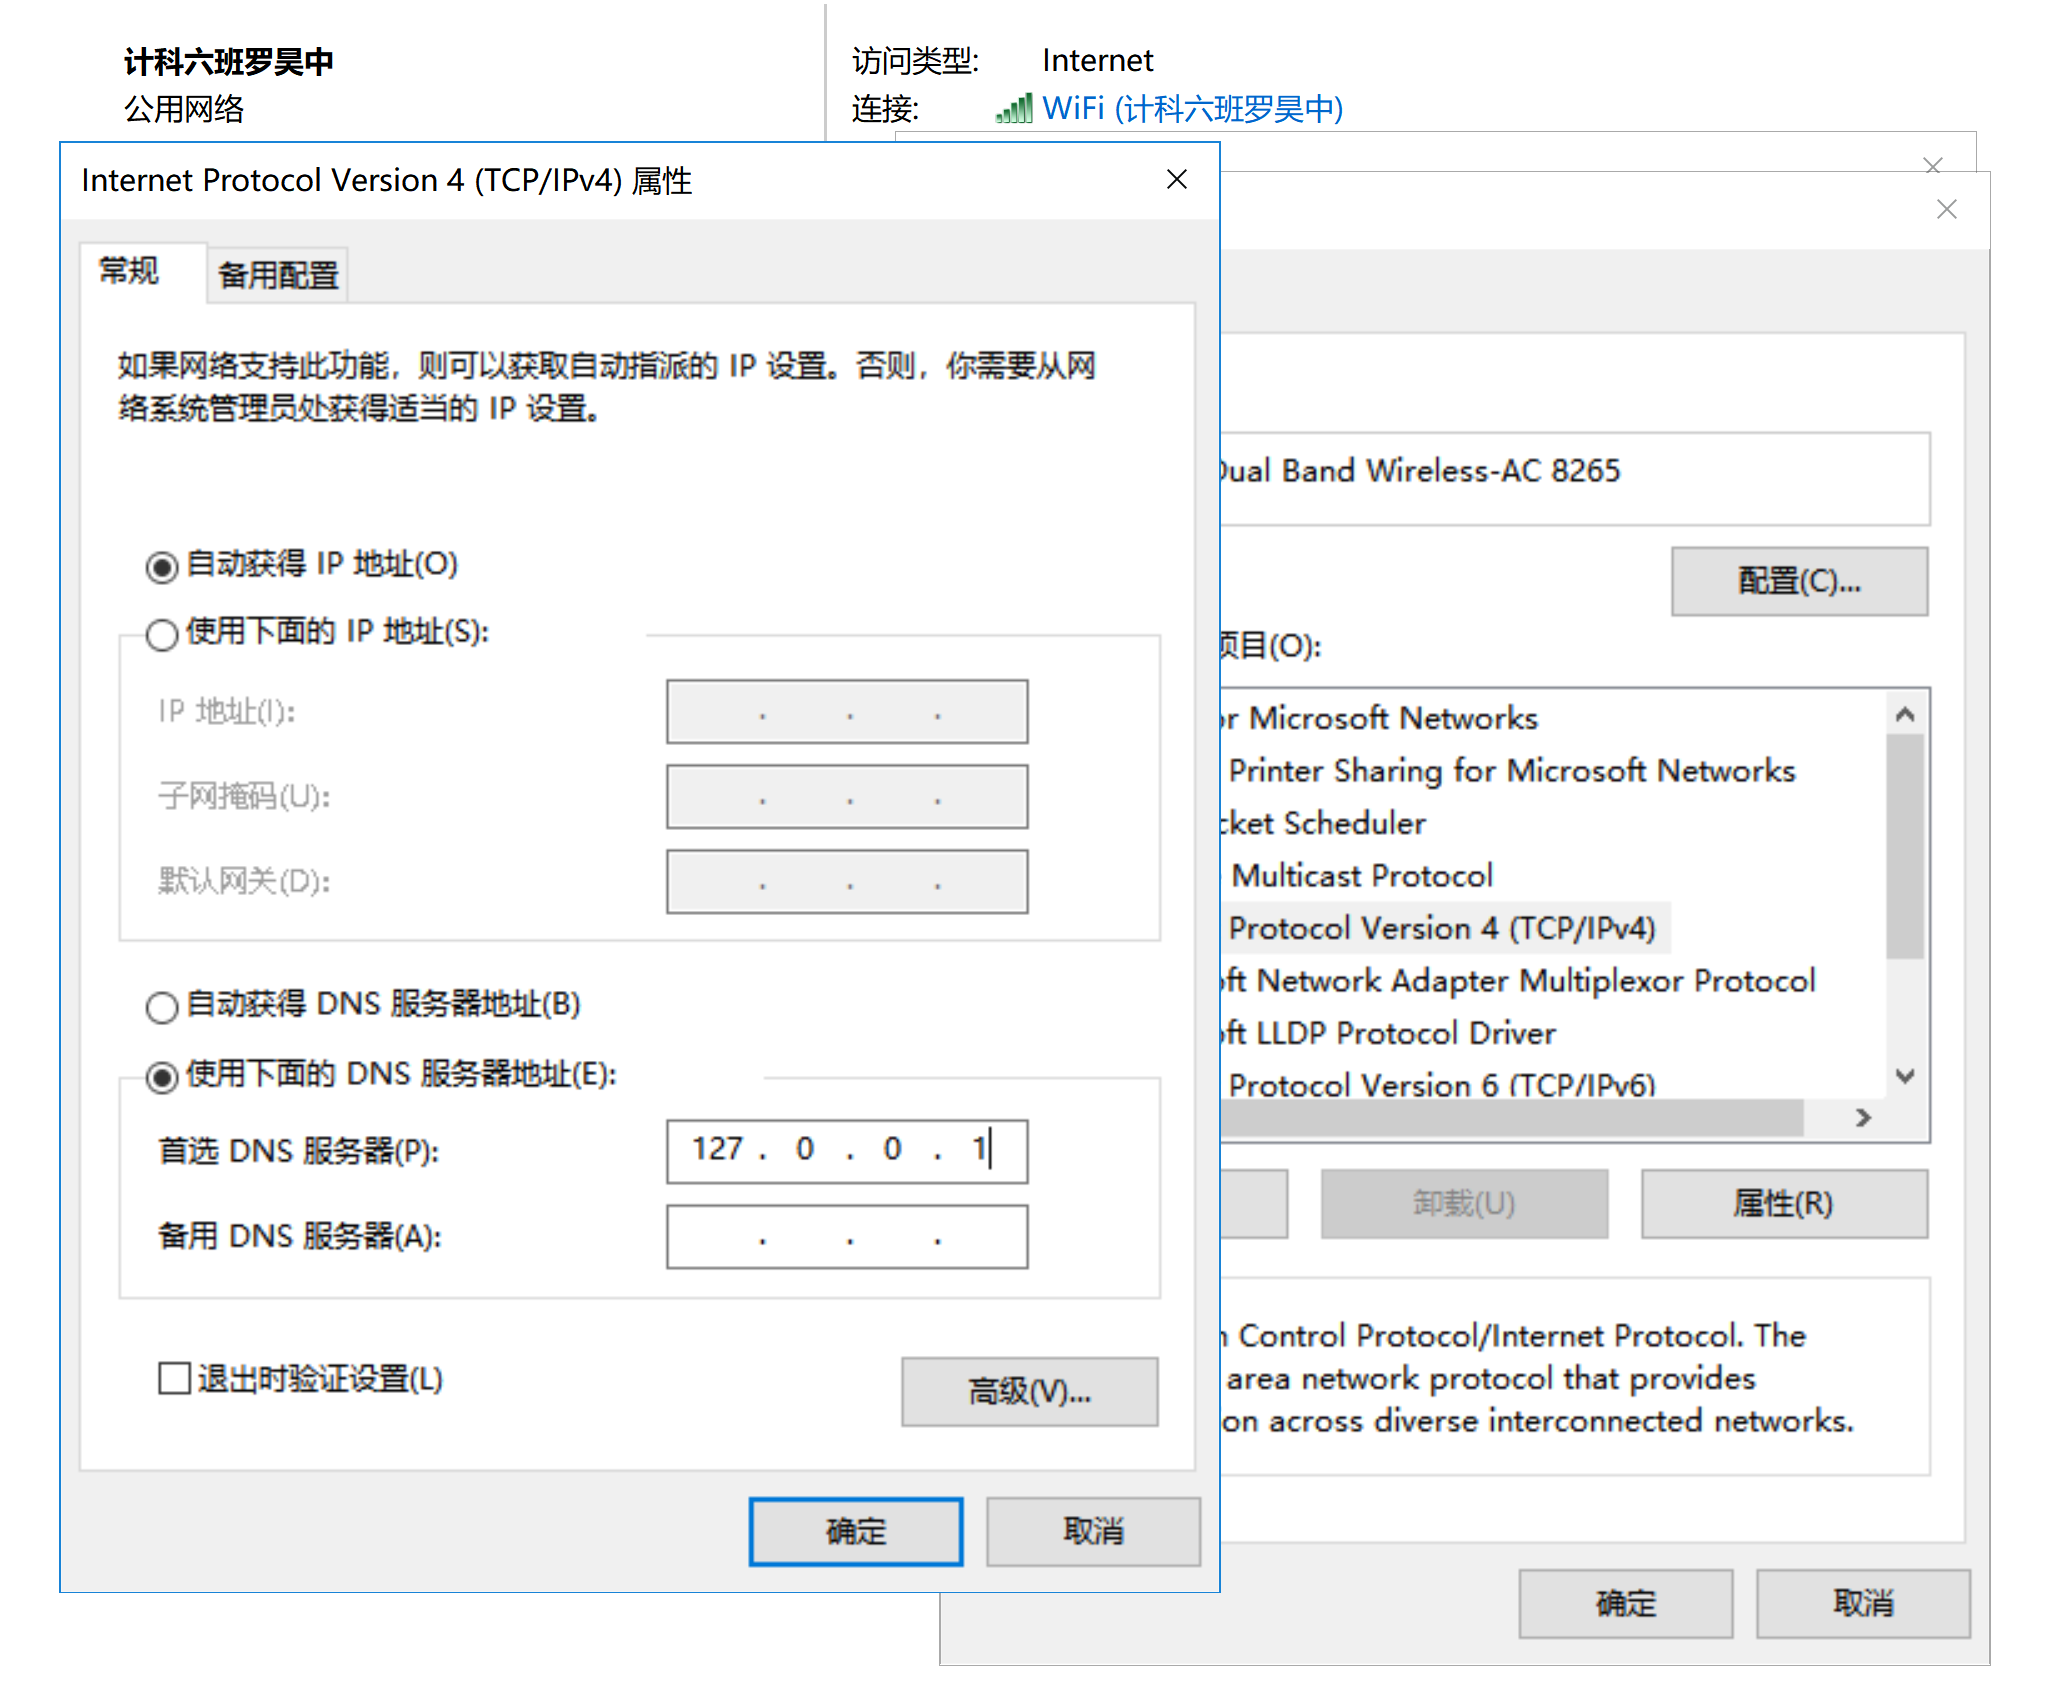 计科六班罗昊中
公用网络
访问类型: Internet
连接: WiFi (计科六班罗昊中)
Internet Protocol Version 4 (TCP/IPv4) 属性
常规
备用配置
如果网络支持此功能，则可以获取自动指派的 IP 设置。否则，你需要从网
络系统管理员处获得适当的 IP 设置。
自动获得 IP 地址(O)
使用下面的 IP 地址(S):
IP 地址(I): . . .
子网掩码(U): . . .
默认网关(D): . . .
自动获得 DNS 服务器地址(B)
使用下面的 DNS 服务器地址(E):
首选 DNS 服务器(P): 127 . 0 . 0 . 1
备用 DNS 服务器(A): . . .
退出时验证设置(L)
高级(V)...
确定
取消
Dual Band Wireless-AC 8265
配置(C)...
项目(O):
r Microsoft Networks
Printer Sharing for Microsoft Networks
cket Scheduler
Multicast Protocol
Protocol Version 4 (TCP/IPv4)
oft Network Adapter Multiplexor Protocol
oft LLDP Protocol Driver
Protocol Version 6 (TCP/IPv6)
卸载(U)
属性(R)
n Control Protocol/Internet Protocol. The
area network protocol that provides
on across diverse interconnected networks.
确定
取消